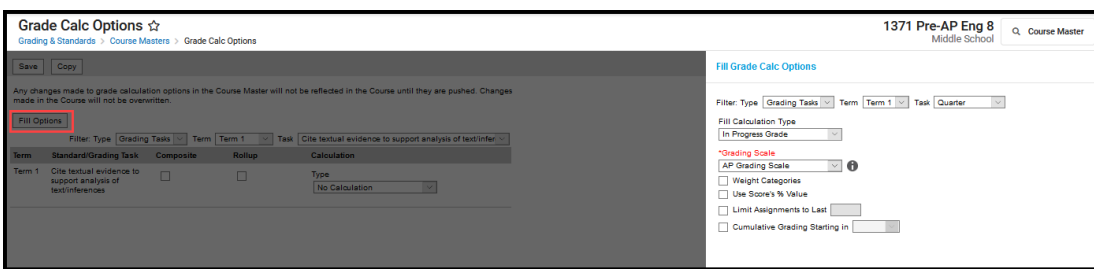 Grade Calc Options ☆
Grading & Standards > Course Masters > Grade Calc Options
1371 Pre-AP Eng 8
Middle School
Course Master
Save Copy
Any changes made to grade calculation options in the Course Master will not be reflected in the Course until they are pushed. Changes
made in the Course will not be overwritten.
Fill Options
Filter: Type Grading Tasks Term Term 1 Task Cite textual evidence to support analysis of text/infer
Term Standard/Grading Task Composite Rollup Calculation
Term 1 Cite textual evidence to
support analysis of
text/inferences
Type
No Calculation
Fill Grade Calc Options
Filter: Type Grading Tasks Term Term 1 Task Quarter
Fill Calculation Type
In Progress Grade
*Grading Scale
AP Grading Scale
Weight Categories
Use Score's % Value
Limit Assignments to Last
Cumulative Grading Starting in